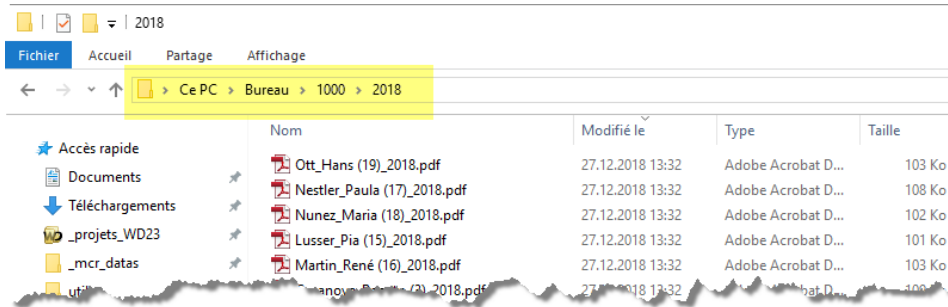 2018
Fichier Accueil Partage Affichage
Ce PC > Bureau > 1000 > 2018
Nom Modifié le Type Taille
Accès rapide
Ott_Hans (19)_2018.pdf 27.12.2018 13:32 Adobe Acrobat D... 103 Ko
Documents
Nestler_Paula (17)_2018.pdf 27.12.2018 13:32 Adobe Acrobat D... 108 Ko
Téléchargements
Nunez_Maria (18)_2018.pdf 27.12.2018 13:32 Adobe Acrobat D... 102 Ko
_projets_WD23
Lusser_Pia (15)_2018.pdf 27.12.2018 13:32 Adobe Acrobat D... 101 Ko
_mcr_datas
Martin_René (16)_2018.pdf 27.12.2018 13:32 Adobe Acrobat D... 103 Ko
(3)_2018.pdf